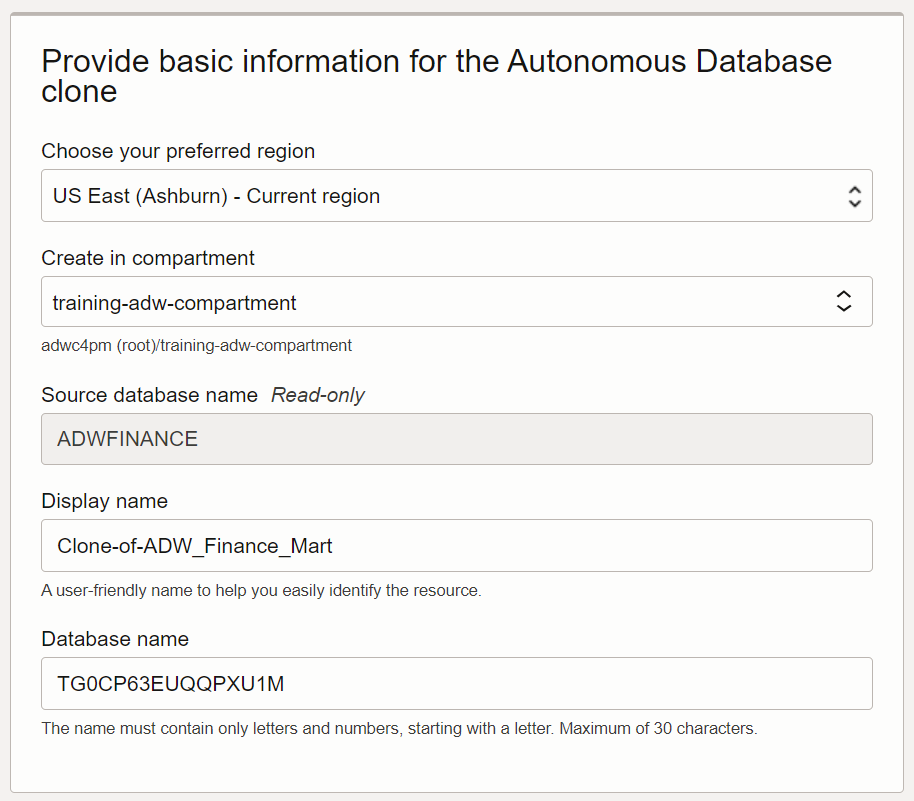 Provide basic information for the Autonomous Database
clone
Choose your preferred region
US East (Ashburn) - Current region
Create in compartment
training-adw-compartment
adwc4pm (root)/training-adw-compartment
Source database name Read-only
ADWFINANCE
Display name
Clone-of-ADW_Finance_Mart
A user-friendly name to help you easily identify the resource.
Database name
TG0CP63EUQQPXU1M
The name must contain only letters and numbers, starting with a letter. Maximum of 30 characters.